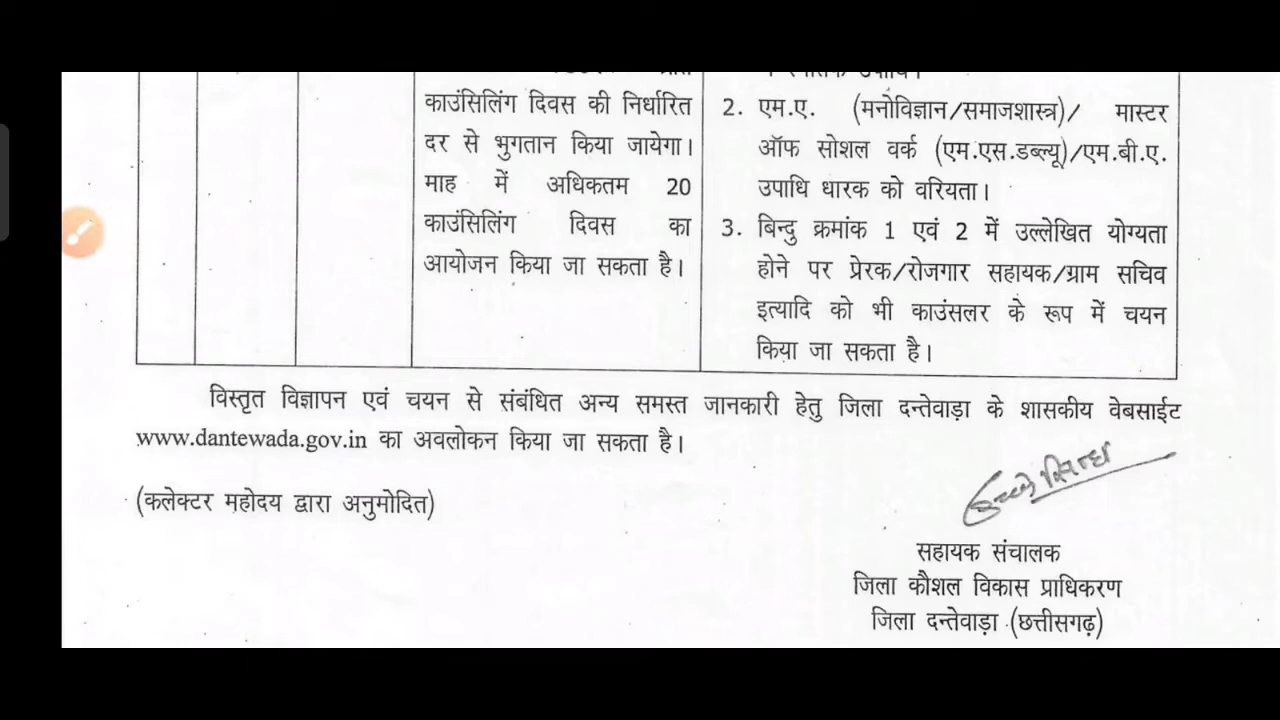 काउंसिलिंग दिवस की निर्धारित
दर से भुगतान किया जायेगा।
माह में अधिकतम 20
काउंसिलिंग दिवस का
आयोजन किया जा सकता है।
2. एम.ए. (मनोविज्ञान/समाजशास्त्र)/ मास्टर
ऑफ सोशल वर्क (एम.एस.डब्ल्यू)/एम.बी.ए.
उपाधि धारक को वरियता।
3. बिन्दु क्रमांक 1 एवं 2 में उल्लेखित योग्यता
होने पर प्रेरक/रोजगार सहायक/ग्राम सचिव
इत्यादि को भी काउंसलर के रूप में चयन
किया जा सकता है।
विस्तृत विज्ञापन एवं चयन से संबंधित अन्य समस्त जानकारी हेतु जिला दन्तेवाड़ा के शासकीय वेबसाईट
www.dantewada.gov.in का अवलोकन किया जा सकता है।
(कलेक्टर महोदय द्वारा अनुमोदित)
सहायक संचालक
जिला कौशल विकास प्राधिकरण
जिला दन्तेवाड़ा (छत्तीसगढ़)